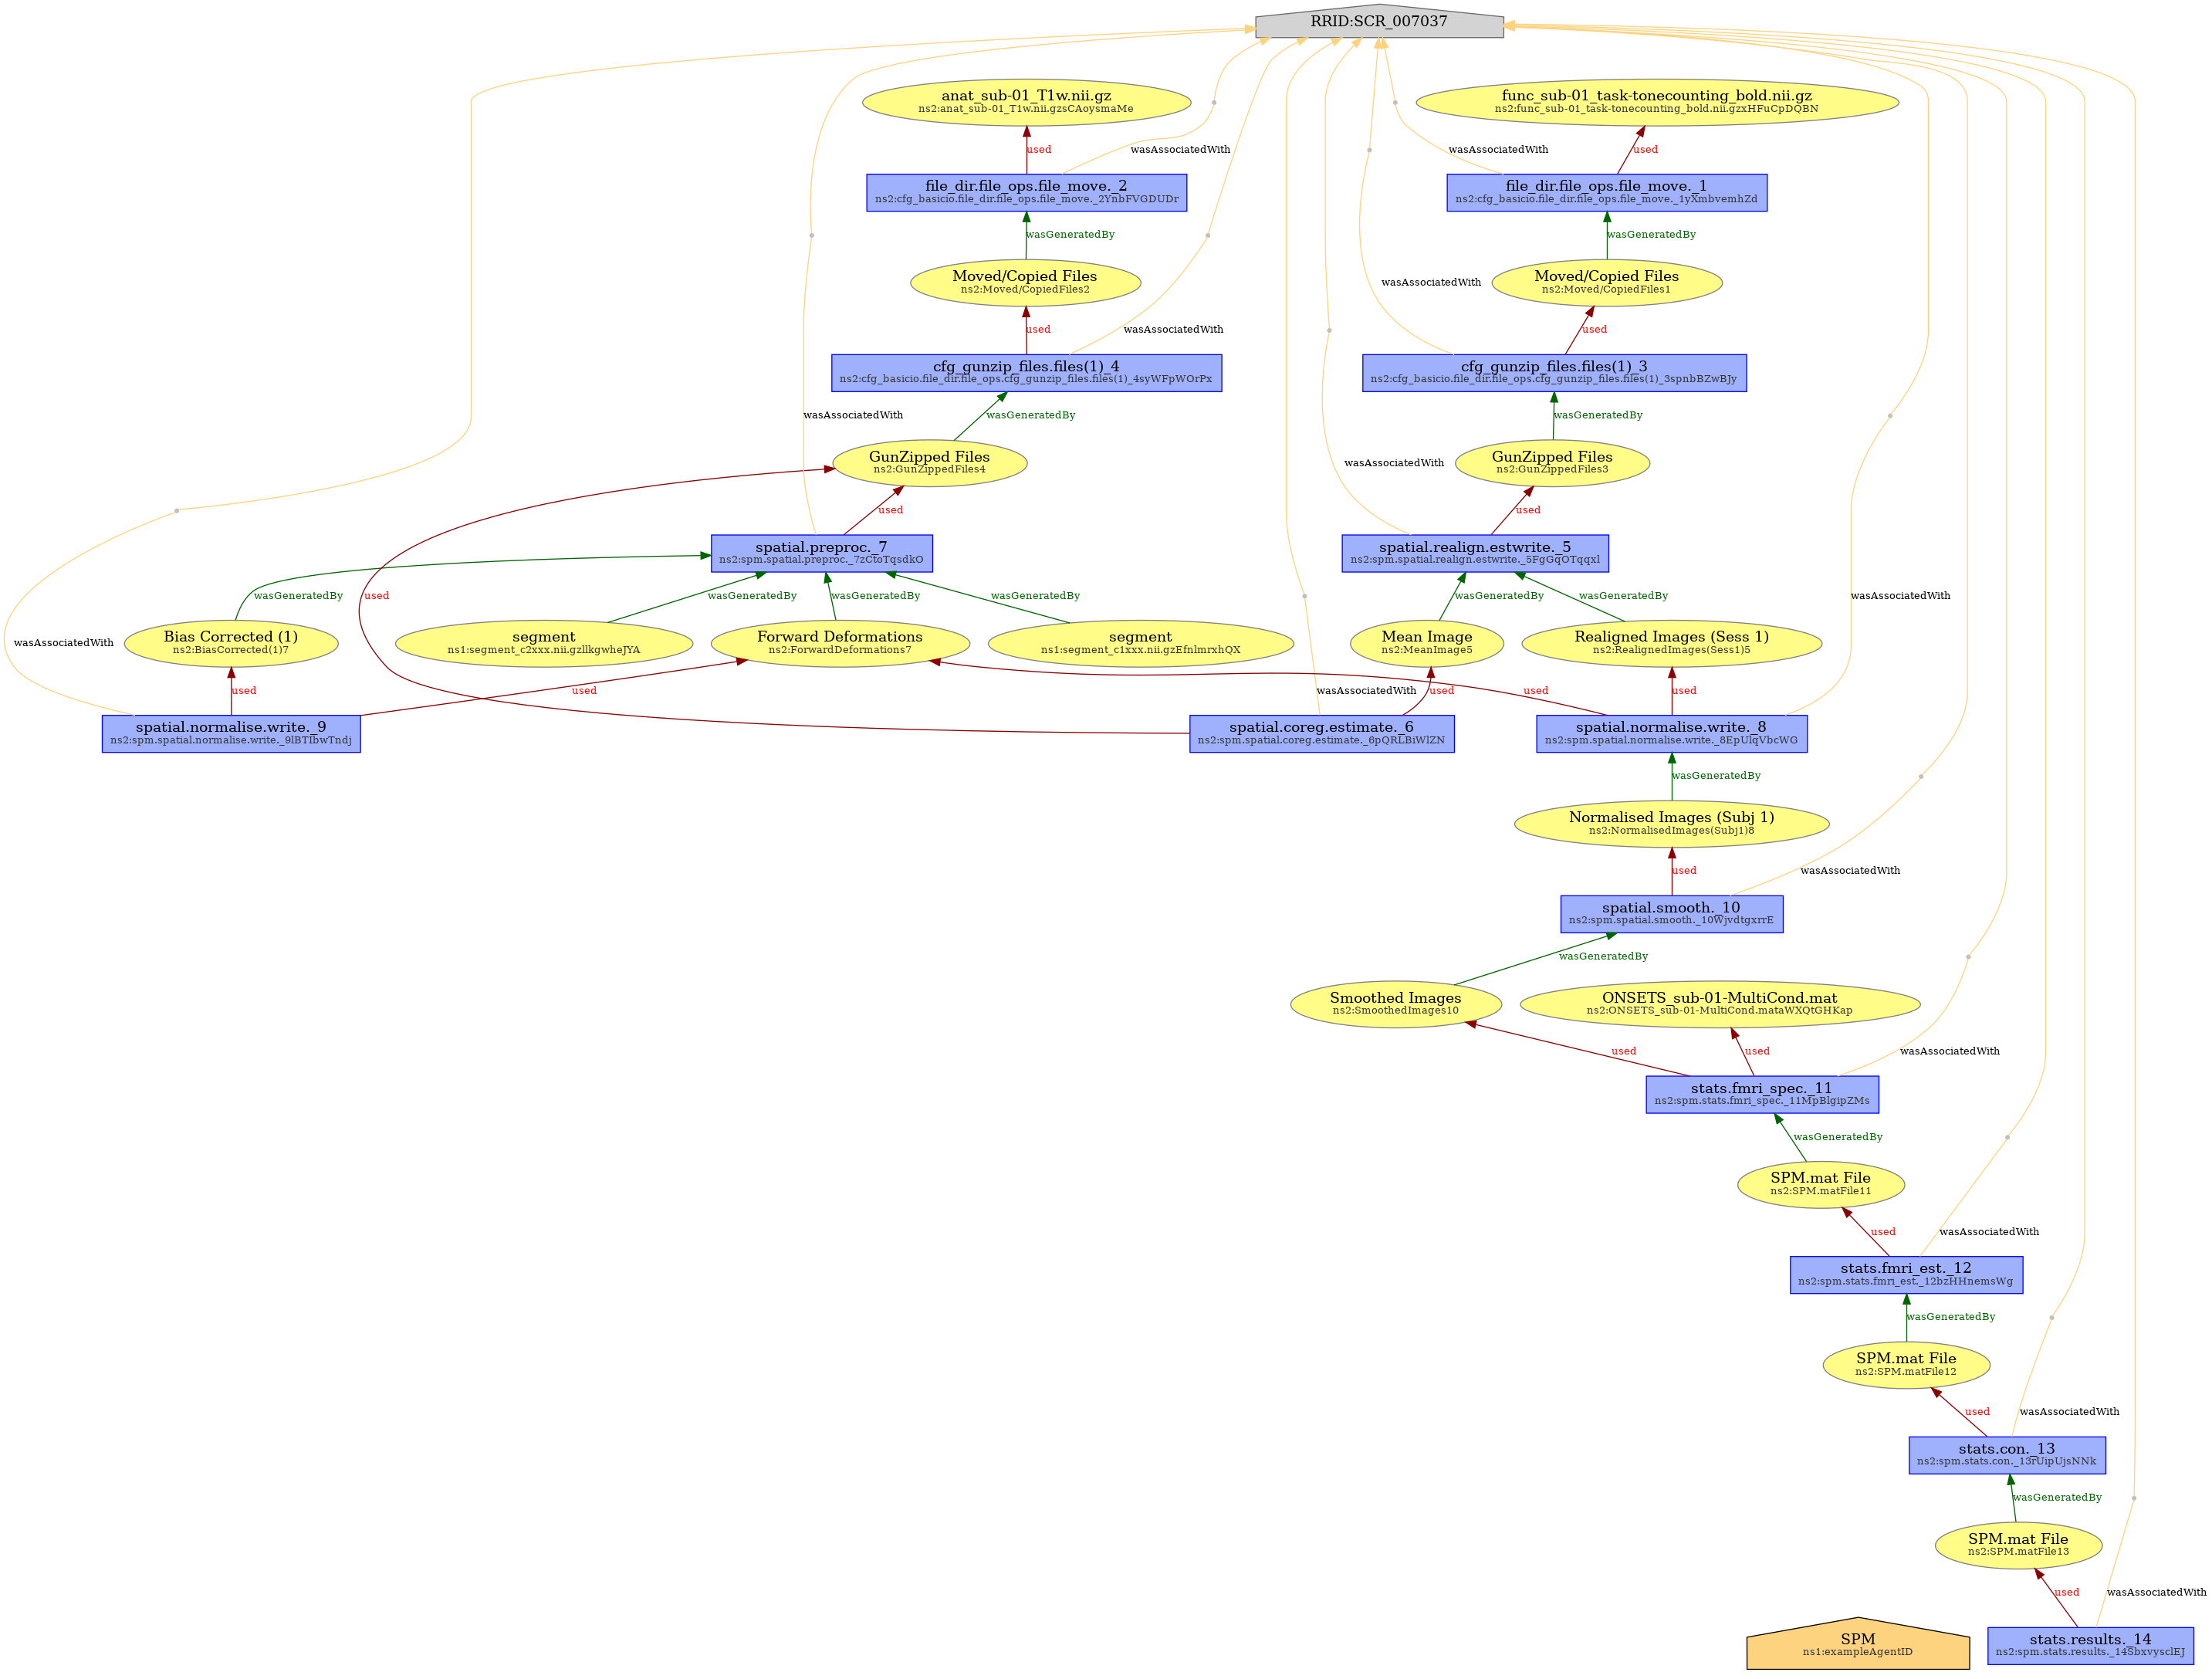 RRID:SCR_007037
anat_sub-01_T1w.nii.gz
ns2:anat_sub-01_T1w.nii.gzsCAoysmaMe
func_sub-01_task-tonecounting_bold.nii.gz
ns2:func_sub-01_task-tonecounting_bold.nii.gzxHFuCpDQBN
used
wasAssociatedWith
wasAssociatedWith
used
file_dir.file_ops.file_move._2
ns2:cfg_basicio.file_dir.file_ops.file_move._2YnbFVGDUDr
file_dir.file_ops.file_move._1
ns2:cfg_basicio.file_dir.file_ops.file_move._1yXmbvemhZd
wasGeneratedBy
wasGeneratedBy
Moved/Copied Files
ns2:Moved/CopiedFiles2
Moved/Copied Files
ns2:Moved/CopiedFiles1
wasAssociatedWith
used
wasAssociatedWith
used
cfg_gunzip_files.files(1)_4
ns2:cfg_basicio.file_dir.file_ops.cfg_gunzip_files.files(1)_4syWFpWOrPx
cfg_gunzip_files.files(1)_3
ns2:cfg_basicio.file_dir.file_ops.cfg_gunzip_files.files(1)_3spnbBZwBJy
wasAssociatedWith
wasGeneratedBy
wasGeneratedBy
GunZipped Files
ns2:GunZippedFiles4
wasAssociatedWith
GunZipped Files
ns2:GunZippedFiles3
used
used
spatial.preproc._7
ns2:spm.spatial.preproc._7zCtoTqsdkO
spatial.realign.estwrite._5
ns2:spm.spatial.realign.estwrite._5FgGqOTqqxl
wasGeneratedBy
used
wasGeneratedBy
wasGeneratedBy
wasGeneratedBy
wasGeneratedBy
wasGeneratedBy
wasAssociatedWith
wasAssociatedWith
Bias Corrected (1)
ns2:BiasCorrected(1)7
segment
ns1:segment_c2xxx.nii.gzllkgwheJYA
Forward Deformations
ns2:ForwardDeformations7
segment
ns1:segment_c1xxx.nii.gzEfnlmrxhQX
Mean Image
ns2:MeanImage5
Realigned Images (Sess 1)
ns2:RealignedImages(Sess1)5
used
used
wasAssociatedWith
used
used
used
spatial.normalise.write._9
ns2:spm.spatial.normalise.write._9lBTIbwTndj
spatial.coreg.estimate._6
ns2:spm.spatial.coreg.estimate._6pQRLBiWlZN
spatial.normalise.write._8
ns2:spm.spatial.normalise.write._8EpUlqVbcWG
wasGeneratedBy
Normalised Images (Subj 1)
ns2:NormalisedImages(Subj1)8
used
wasAssociatedWith
spatial.smooth._10
ns2:spm.spatial.smooth._10WjvdtgxrrE
wasGeneratedBy
Smoothed Images
ns2:SmoothedImages10
ONSETS_sub-01-MultiCond.mat
ns2:ONSETS_sub-01-MultiCond.mataWXQtGHKap
used
used
wasAssociatedWith
stats.fmri_spec._11
ns2:spm.stats.fmri_spec._11MpBlgipZMs
wasGeneratedBy
SPM.mat File
ns2:SPM.matFile11
used
wasAssociatedWith
stats.fmri_est._12
ns2:spm.stats.fmri_est._12bzHHnemsWg
wasGeneratedBy
SPM.mat File
ns2:SPM.matFile12
used
wasAssociatedWith
stats.con._13
ns2:spm.stats.con._13rUipUjsNNk
wasGeneratedBy
SPM.mat File
ns2:SPM.matFile13
used
wasAssociatedWith
SPM
ns1:exampleAgentID
stats.results._14
ns2:spm.stats.results._14SbxvysclEJ